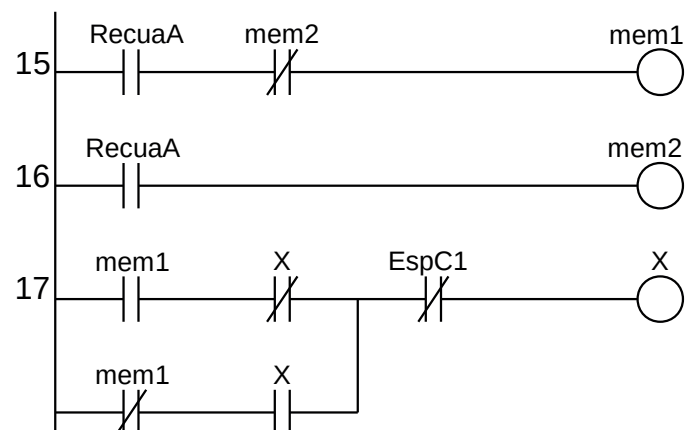 RecuaA mem2 mem1
15
RecuaA mem2
16
mem1 X EspC1 X
17
mem1 X